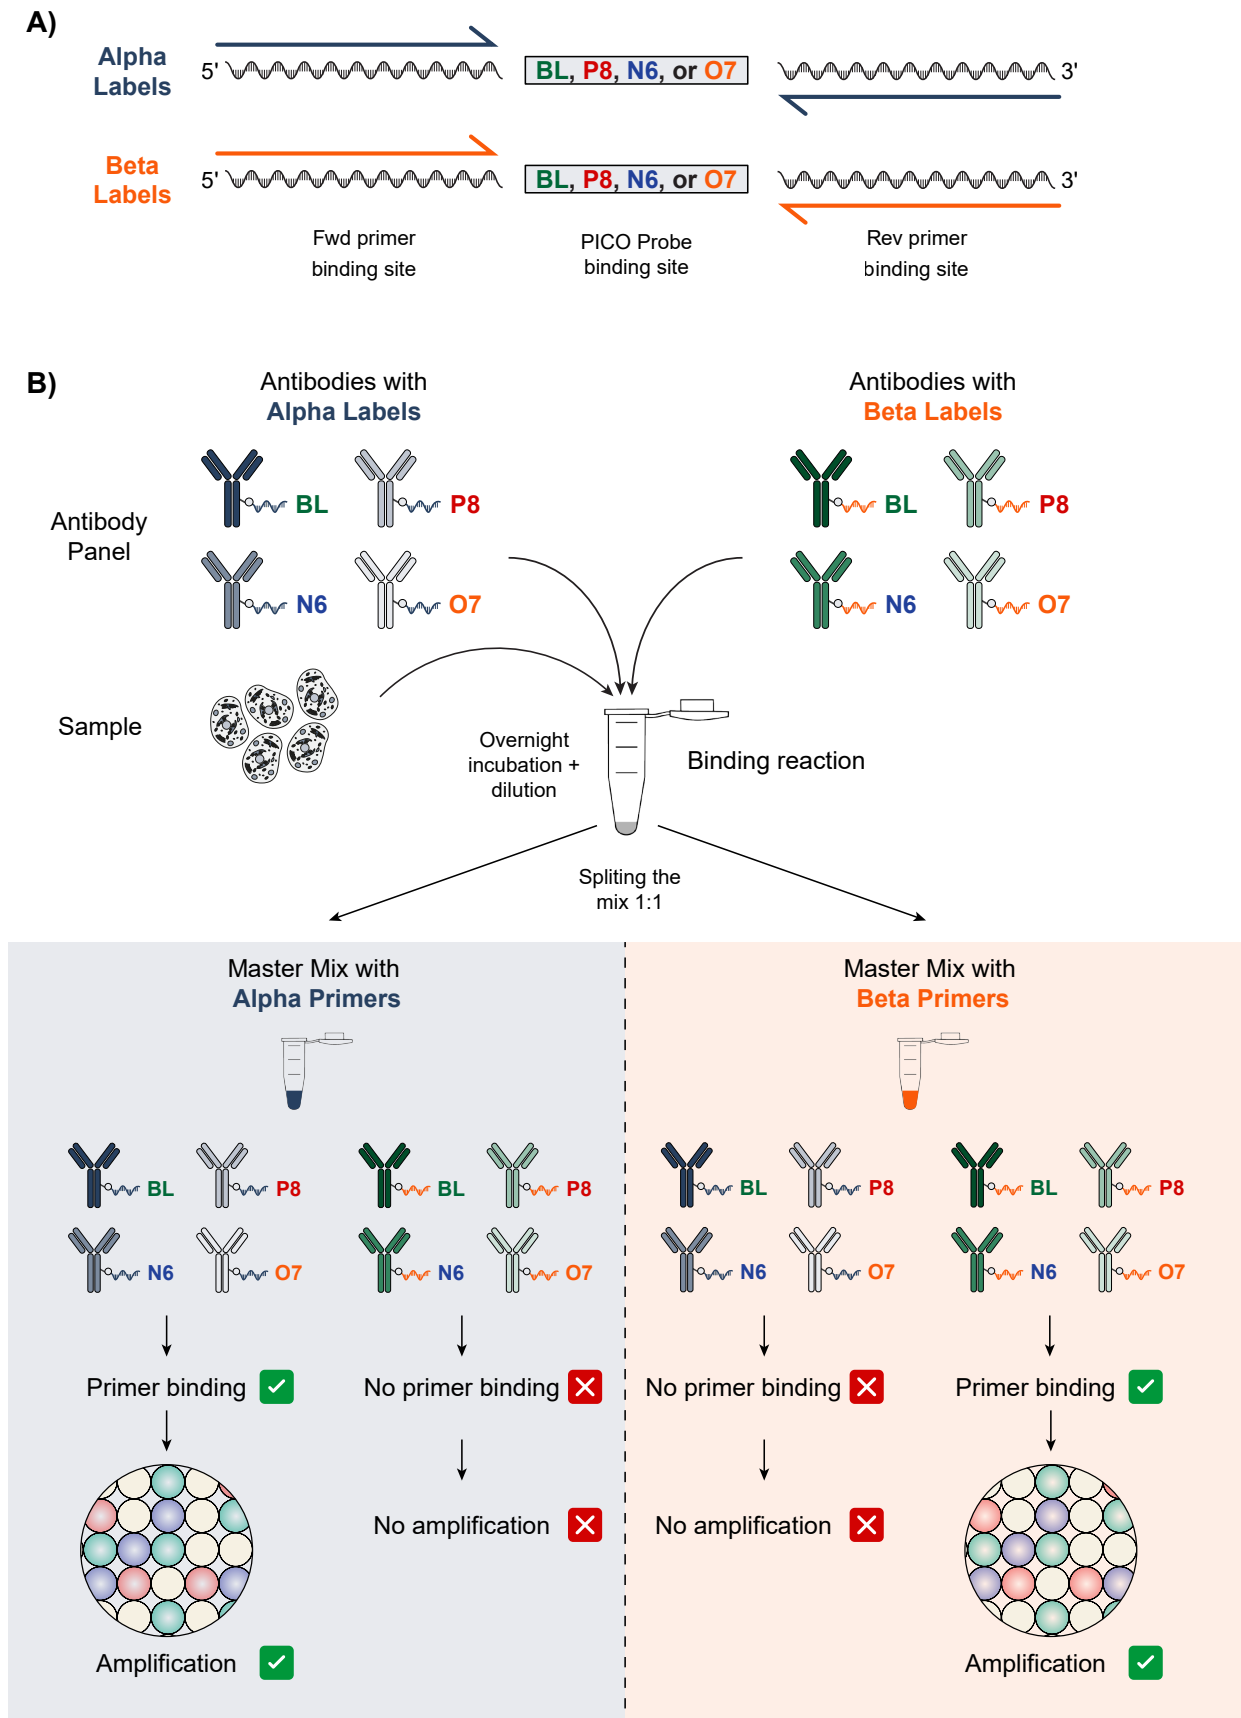 A)
Alpha
Labels
5'
BL, P8, N6, or O7
3'
Beta
Labels
5'
BL, P8, N6, or O7
3'
Fwd primer
binding site
PICO Probe
binding site
Rev primer
binding site
B)
Antibodies with
Alpha Labels
Antibodies with
Beta Labels
Antibody
Panel
BL
P8
BL
P8
N6
O7
N6
O7
Sample
Overnight
incubation +
dilution
Binding reaction
Spliting the
mix 1:1
Master Mix with
Alpha Primers
Master Mix with
Beta Primers
BL
P8
BL
P8
BL
P8
BL
P8
N6
O7
N6
O7
N6
O7
N6
O7
Primer binding
No primer binding
No primer binding
Primer binding
No amplification
No amplification
Amplification
Amplification